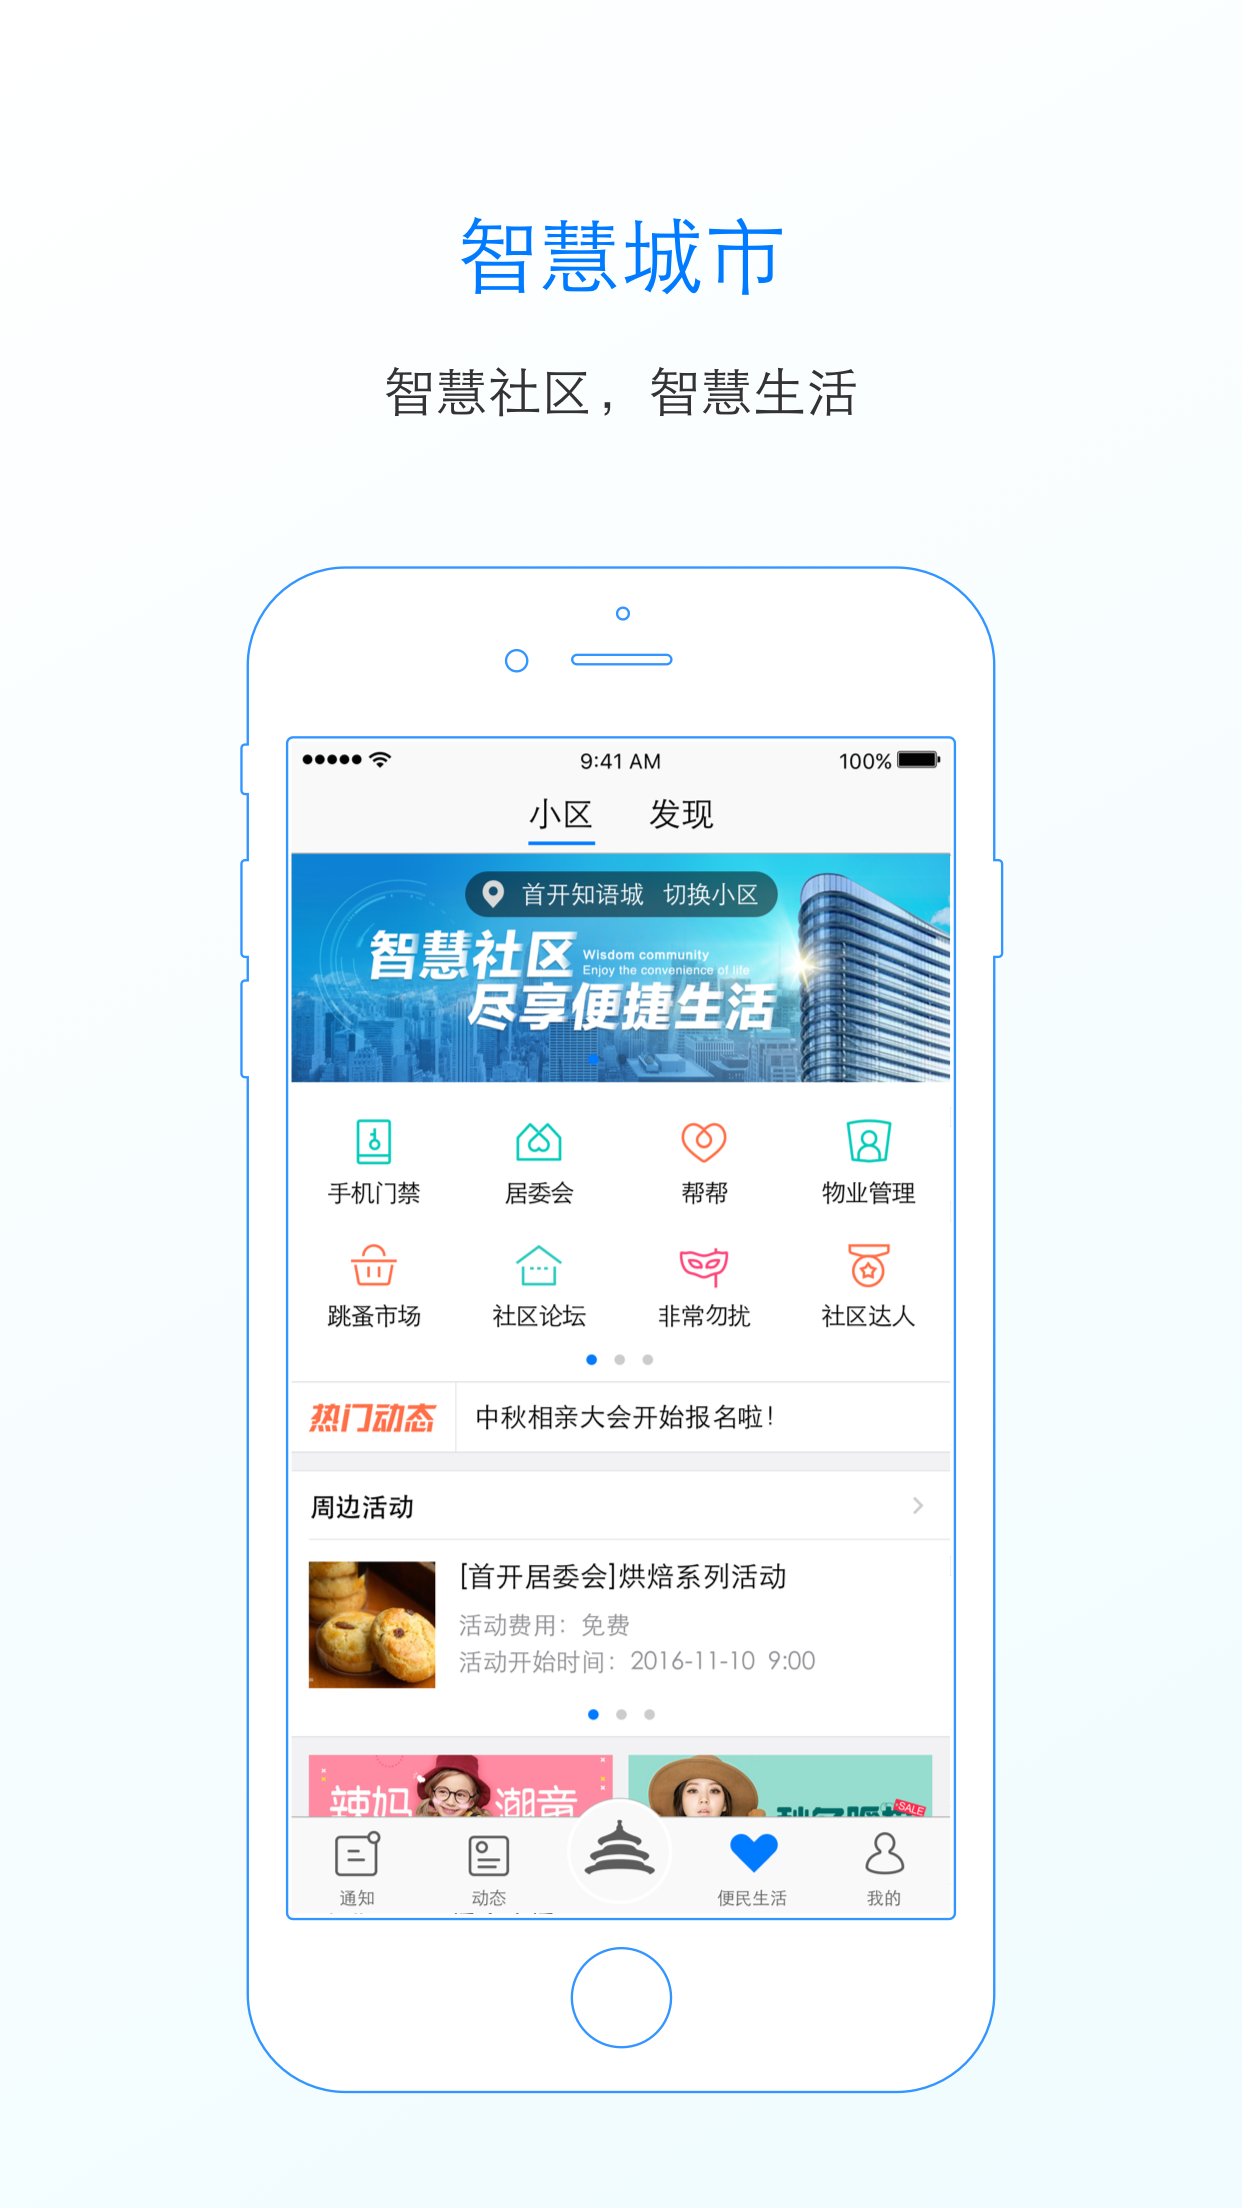 智慧城市
智慧社区，智慧生活
9:41 AM
100%
小区 发现
首开知语城 切换小区
智慧社区
Wisdom community
Enjoy the convenience of life
尽享便捷生活
手机门禁 居委会 帮帮 物业管理
跳蚤市场 社区论坛 非常勿扰 社区达人
热门动态 中秋相亲大会开始报名啦！
周边活动
[首开居委会]烘焙系列活动
活动费用：免费
活动开始时间：2016-11-10 9:00
辣妈 潮童
SALE
通知 动态 便民生活 我的